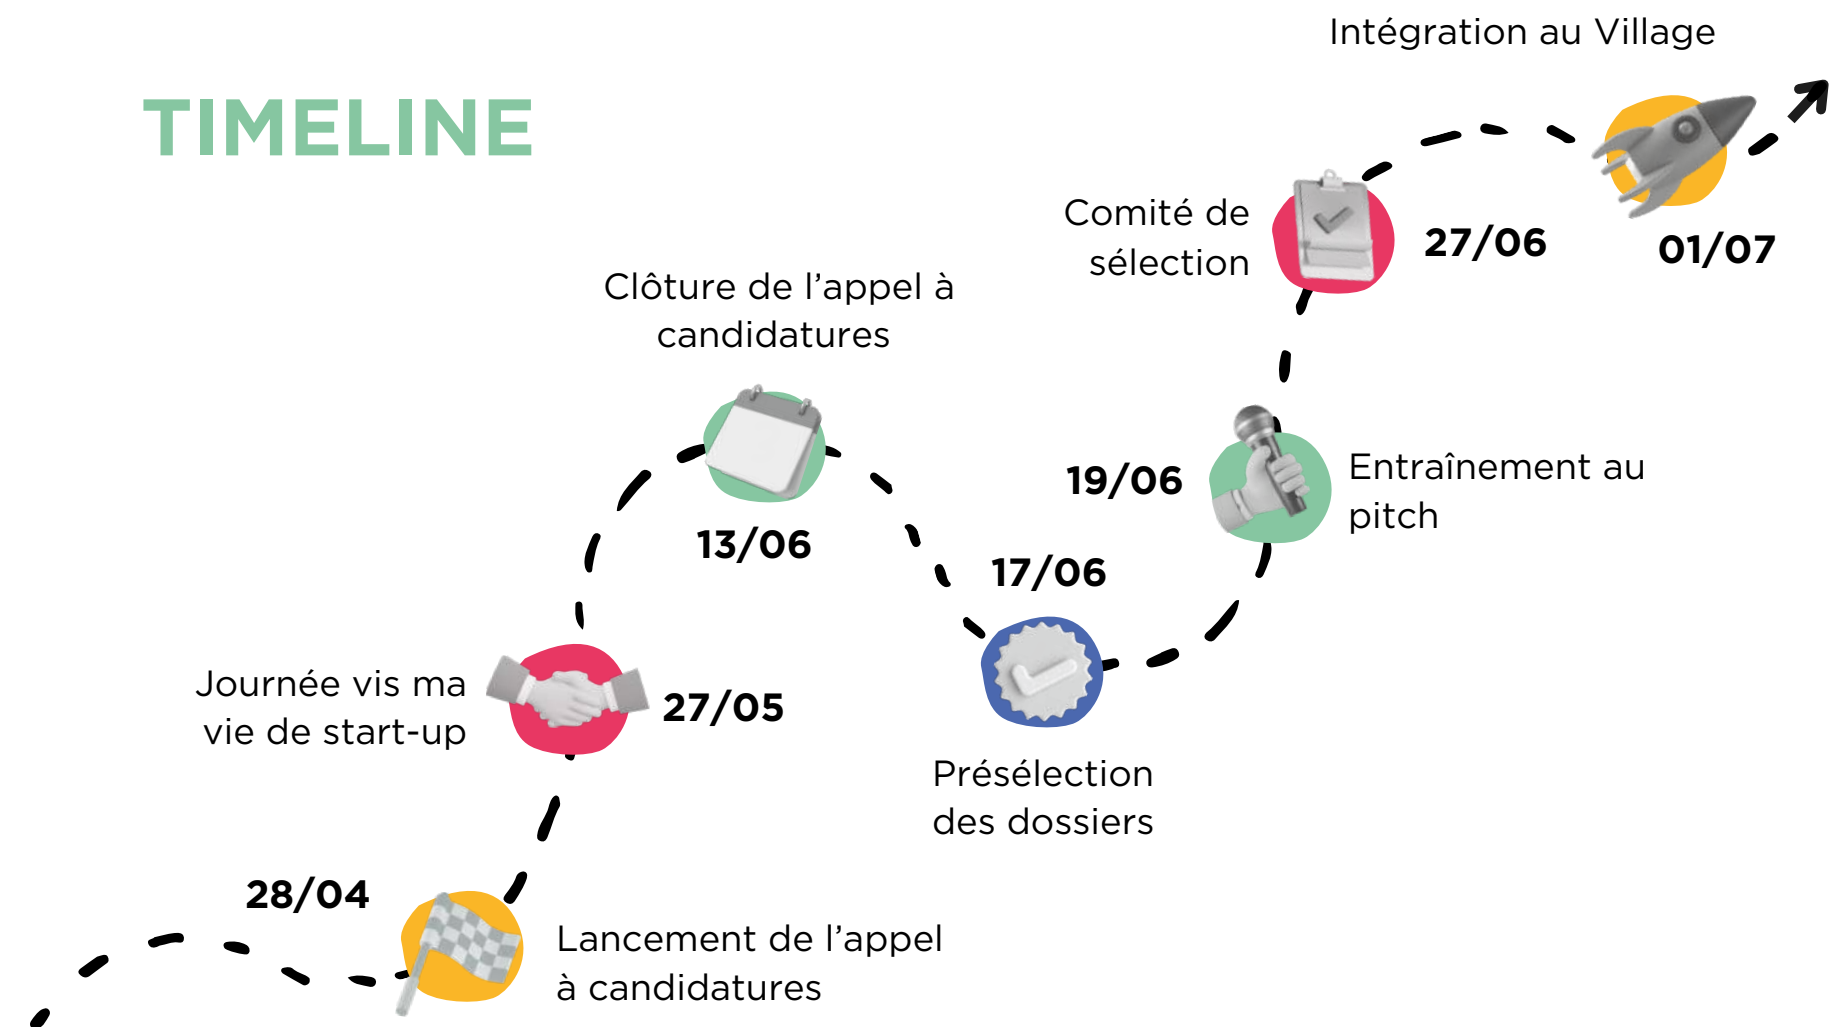 TIMELINE
28/04
Lancement de l’appel
à candidatures
Journée vis ma
vie de start-up
27/05
Clôture de l’appel à
candidatures
13/06
17/06
Présélection
des dossiers
19/06
Entraînement au
pitch
Comité de
sélection
27/06
Intégration au Village
01/07